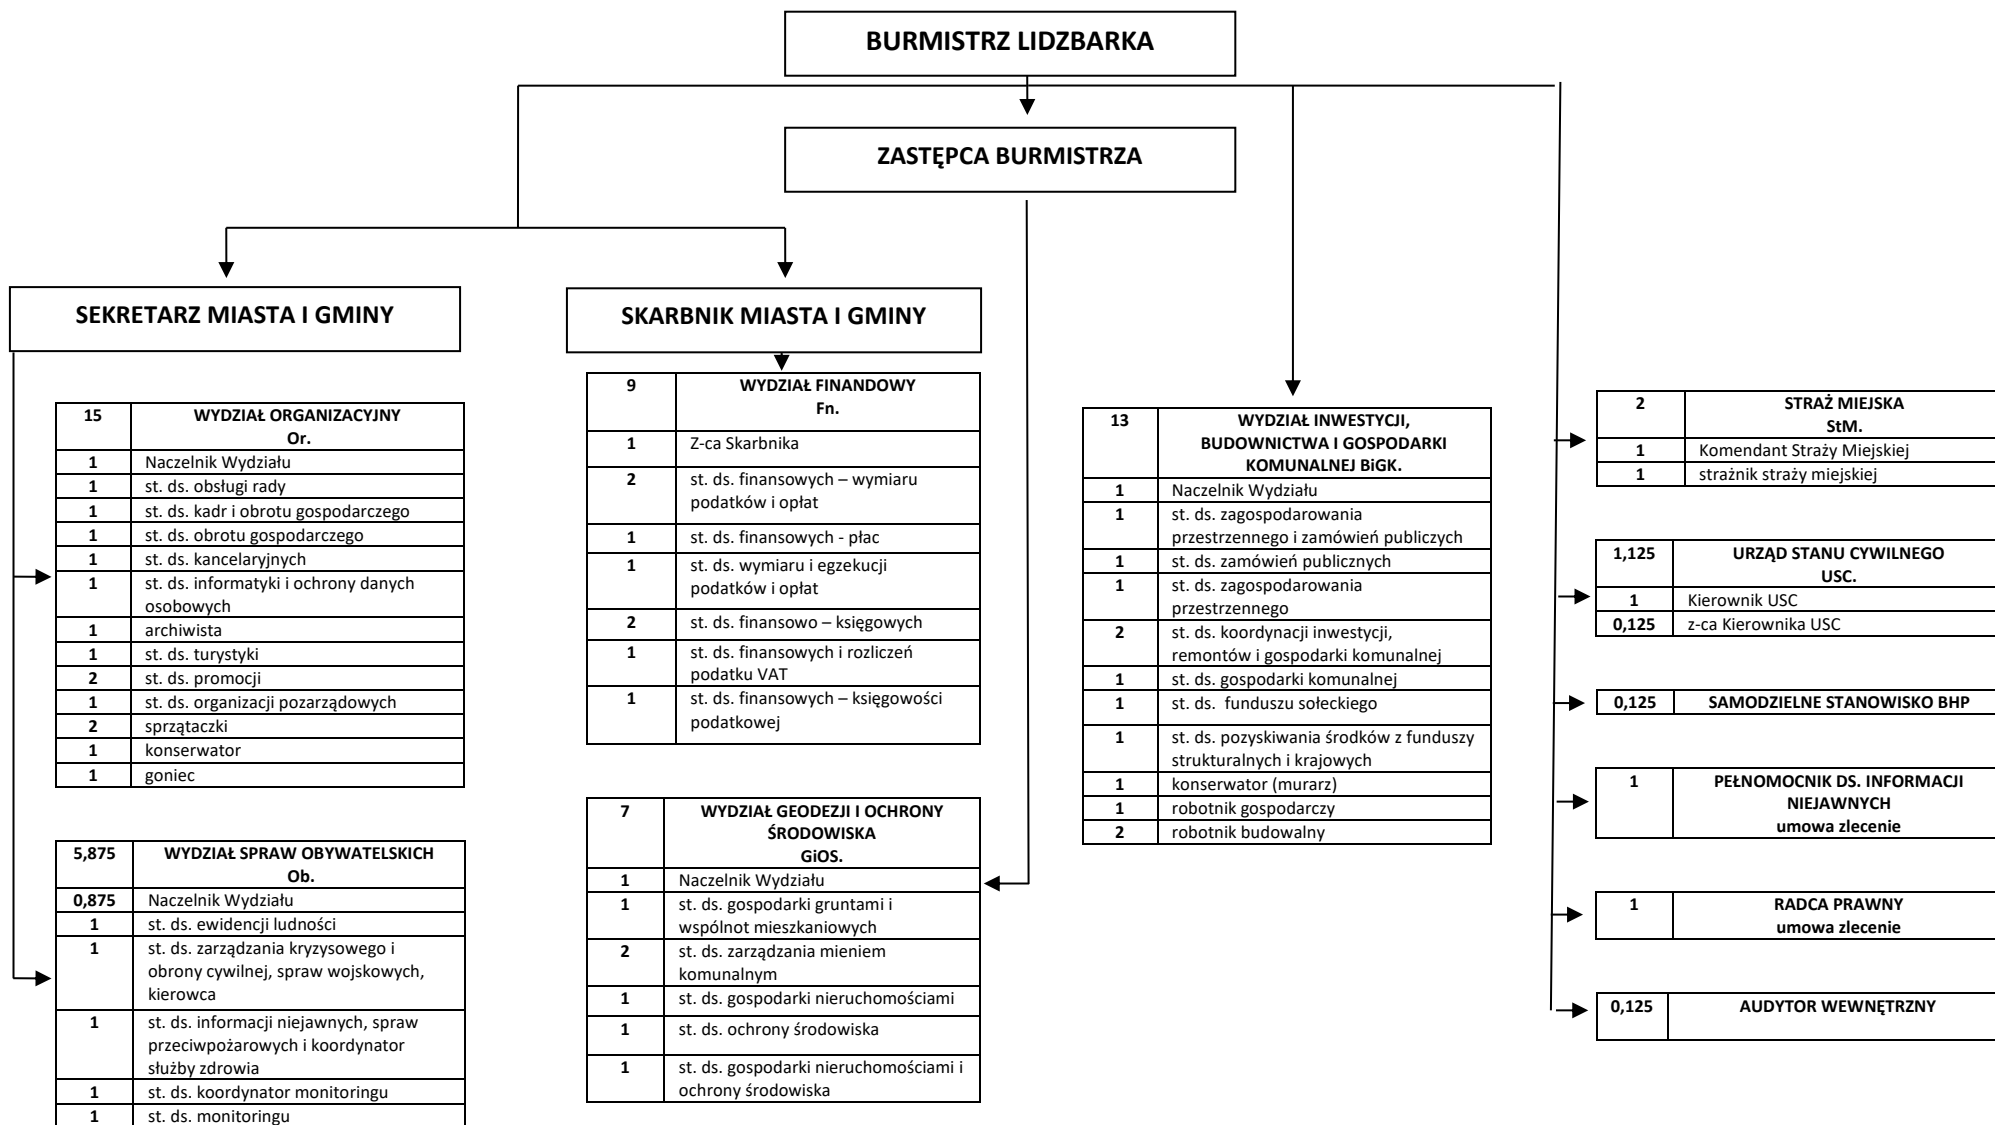 BURMISTRZ LIDZBARKA
ZASTĘPCA BURMISTRZA
SEKRETARZ MIASTA I GMINY
SKARBNIK MIASTA I GMINY
15 WYDZIAŁ ORGANIZACYJNY
Or.
1 Naczelnik Wydziału
1 st. ds. obsługi rady
1 st. ds. kadr i obrotu gospodarczego
1 st. ds. obrotu gospodarczego
1 st. ds. kancelaryjnych
1 st. ds. informatyki i ochrony danych
osobowych
1 archiwista
1 st. ds. turystyki
2 st. ds. promocji
1 st. ds. organizacji pozarządowych
2 sprzątaczki
1 konserwator
1 goniec
5,875 WYDZIAŁ SPRAW OBYWATELSKICH
Ob.
0,875 Naczelnik Wydziału
1 st. ds. ewidencji ludności
1 st. ds. zarządzania kryzysowego i
obrony cywilnej, spraw wojskowych,
kierowca
1 st. ds. informacji niejawnych, spraw
przeciwpożarowych i koordynator
służby zdrowia
1 st. ds. koordynator monitoringu
1 st. ds. monitoringu
9 WYDZIAŁ FINANDOWY
Fn.
1 Z-ca Skarbnika
2 st. ds. finansowych – wymiaru
podatków i opłat
1 st. ds. finansowych - płac
1 st. ds. wymiaru i egzekucji
podatków i opłat
2 st. ds. finansowo – księgowych
1 st. ds. finansowych i rozliczeń
podatku VAT
1 st. ds. finansowych – księgowości
podatkowej
7 WYDZIAŁ GEODEZJI I OCHRONY
ŚRODOWISKA
GiOS.
1 Naczelnik Wydziału
1 st. ds. gospodarki gruntami i
wspólnot mieszkaniowych
2 st. ds. zarządzania mieniem
komunalnym
1 st. ds. gospodarki nieruchomościami
1 st. ds. ochrony środowiska
1 st. ds. gospodarki nieruchomościami i
ochrony środowiska
13 WYDZIAŁ INWESTYCJI,
BUDOWNICTWA I GOSPODARKI
KOMUNALNEJ BiGK.
1 Naczelnik Wydziału
1 st. ds. zagospodarowania
przestrzennego i zamówień publiczych
1 st. ds. zamówień publicznych
1 st. ds. zagospodarowania
przestrzennego
2 st. ds. koordynacji inwestycji,
remontów i gospodarki komunalnej
1 st. ds. gospodarki komunalnej
1 st. ds. funduszu sołeckiego
1 st. ds. pozyskiwania środków z funduszy
strukturalnych i krajowych
1 konserwator (murarz)
1 robotnik gospodarczy
2 robotnik budowalny
2 STRAŻ MIEJSKA
StM.
1 Komendant Straży Miejskiej
1 strażnik straży miejskiej
1,125 URZĄD STANU CYWILNEGO
USC.
1 Kierownik USC
0,125 z-ca Kierownika USC
0,125 SAMODZIELNE STANOWISKO BHP
1 PEŁNOMOCNIK DS. INFORMACJI
NIEJAWNYCH
umowa zlecenie
1 RADCA PRAWNY
umowa zlecenie
0,125 AUDYTOR WEWNĘTRZNY